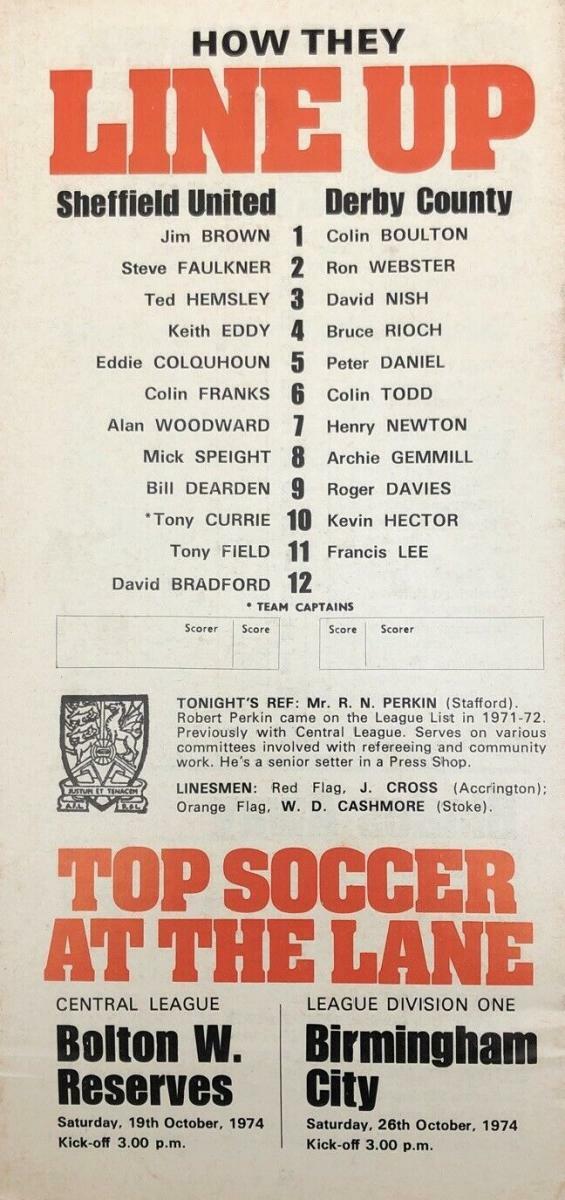 HOW THEY
LINE UP
Sheffield United Derby County
Jim BROWN 1 Colin BOULTON
Steve FAULKNER 2 Ron WEBSTER
Ted HEMSLEY 3 David NISH
Keith EDDY 4 Bruce RIOCH
Eddie COLQUHOUN 5 Peter DANIEL
Colin FRANKS 6 Colin TODD
Alan WOODWARD 7 Henry NEWTON
Mick SPEIGHT 8 Archie GEMMILL
Bill DEARDEN 9 Roger DAVIES
*Tony CURRIE 10 Kevin HECTOR
Tony FIELD 11 Francis LEE
David BRADFORD 12
* TEAM CAPTAINS
Scorer Score Score Scorer
TONIGHT'S REF: Mr. R. N. PERKIN (Stafford).
Robert Perkin came on the League List in 1971-72.
Previously with Central League. Serves on various
committees involved with refereeing and community
work. He's a senior setter in a Press Shop.
JUSTUM ET TENACEM
LINESMEN: Red Flag, J. CROSS (Accrington);
Orange Flag, W. D. CASHMORE (Stoke).
TOP SOCCER
AT THE LANE
CENTRAL LEAGUE
Bolton W.
Reserves
Saturday, 19th October, 1974
Kick-off 3.00 p.m.
LEAGUE DIVISION ONE
Birmingham
City
Saturday, 26th October, 1974
Kick-off 3.00 p.m.